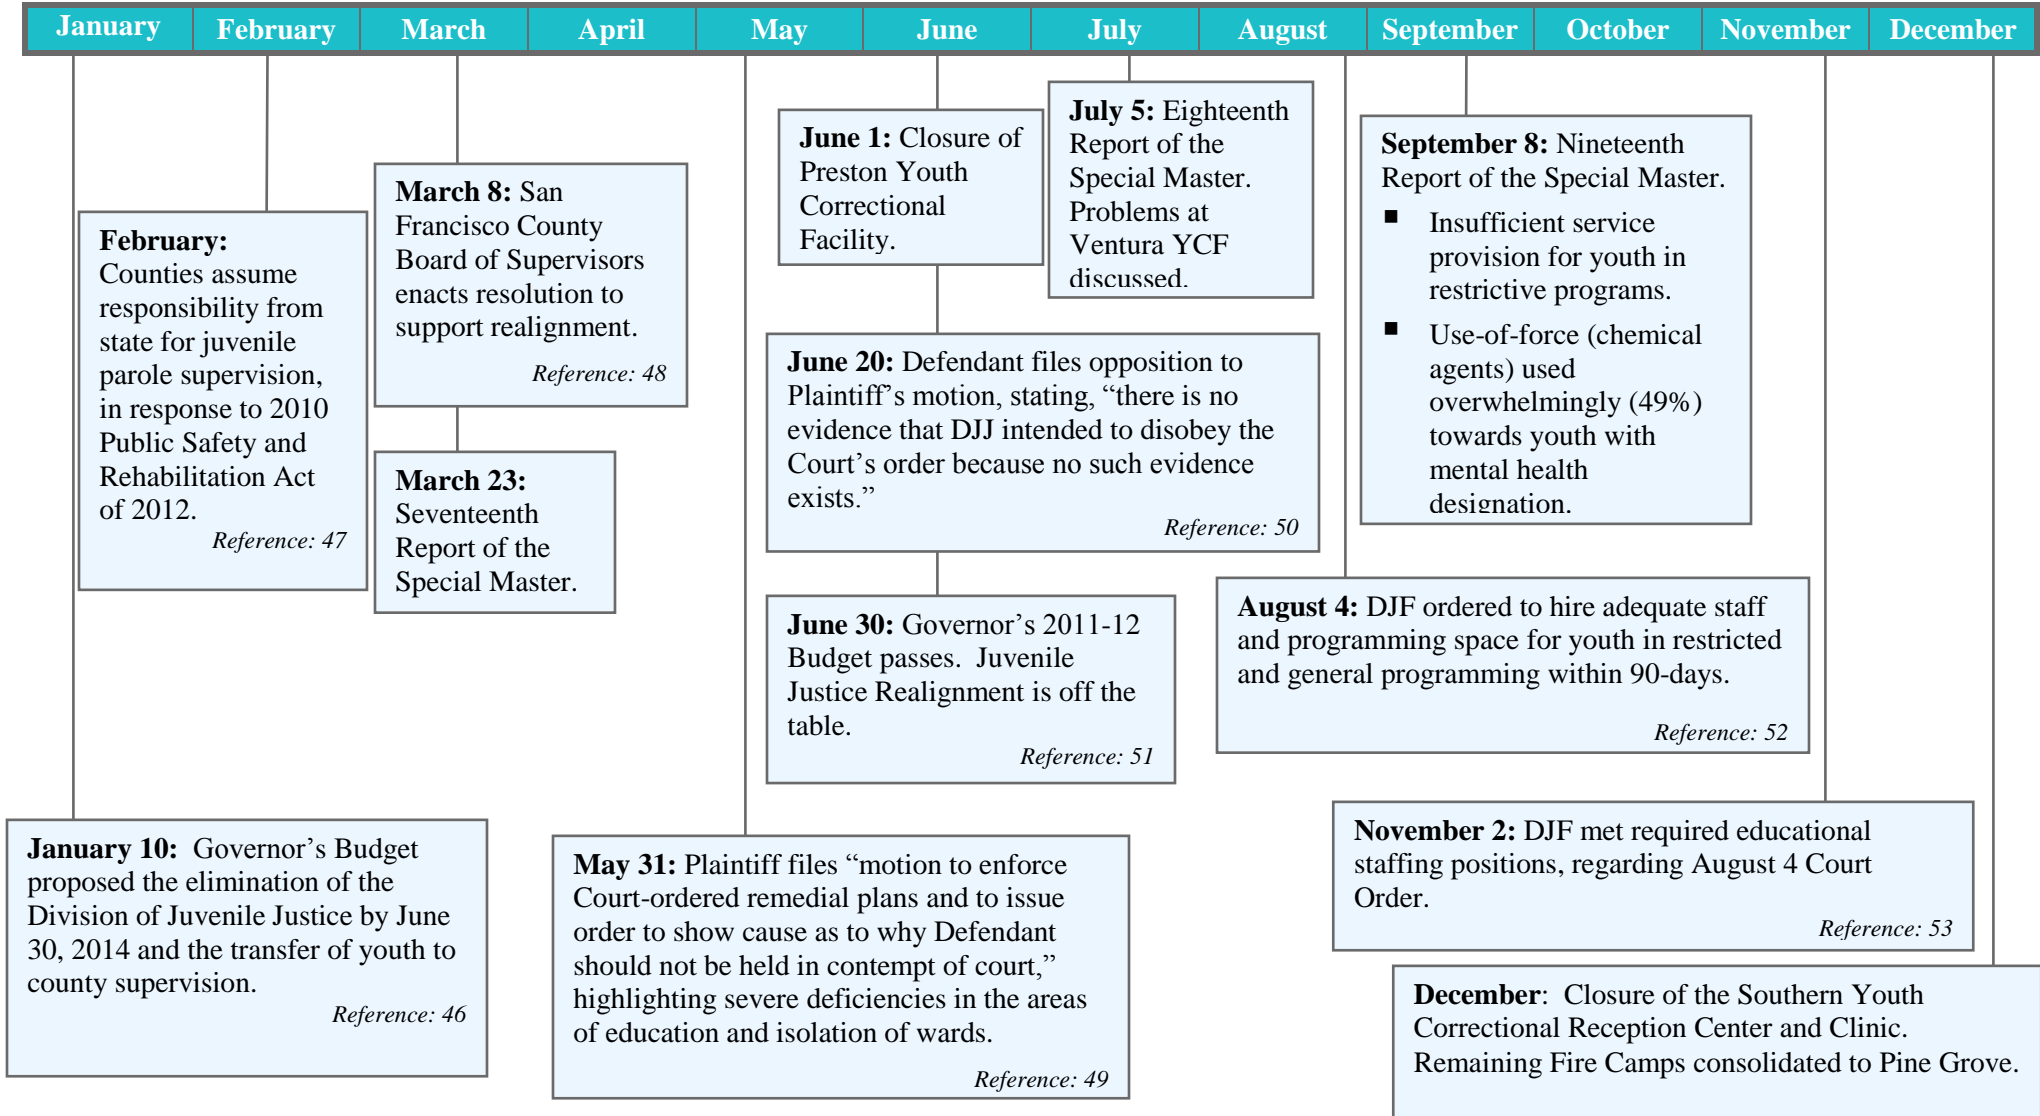 January February March April May June July August September October November December
January 10: Governor's Budget
proposed the elimination of the
Division of Juvenile Justice by June
30, 2014 and the transfer of youth to
county supervision.
Reference: 46
February:
Counties assume
responsibility from
state for juvenile
parole supervision,
in response to 2010
Public Safety and
Rehabilitation Act
of 2012.
Reference: 47
March 8: San
Francisco County
Board of Supervisors
enacts resolution to
support realignment.
Reference: 48
March 23:
Seventeenth
Report of the
Special Master.
May 31: Plaintiff files “motion to enforce
Court-ordered remedial plans and to issue
order to show cause as to why Defendant
should not be held in contempt of court,”
highlighting severe deficiencies in the areas
of education and isolation of wards.
Reference: 49
June 1: Closure of
Preston Youth
Correctional
Facility.
June 20: Defendant files opposition to
Plaintiff's motion, stating, “there is no
evidence that DJJ intended to disobey the
Court's order because no such evidence
exists.”
Reference: 50
June 30: Governor's 2011-12
Budget passes. Juvenile
Justice Realignment is off the
table.
Reference: 51
July 5: Eighteenth
Report of the
Special Master.
Problems at
Ventura YCF
discussed.
August 4: DJF ordered to hire adequate staff
and programming space for youth in restricted
and general programming within 90-days.
Reference: 52
September 8: Nineteenth
Report of the Special Master.
▪ Insufficient service
provision for youth in
restrictive programs.
▪ Use-of-force (chemical
agents) used
overwhelmingly (49%)
towards youth with
mental health
designation.
November 2: DJF met required educational
staffing positions, regarding August 4 Court
Order.
Reference: 53
December: Closure of the Southern Youth
Correctional Reception Center and Clinic.
Remaining Fire Camps consolidated to Pine Grove.